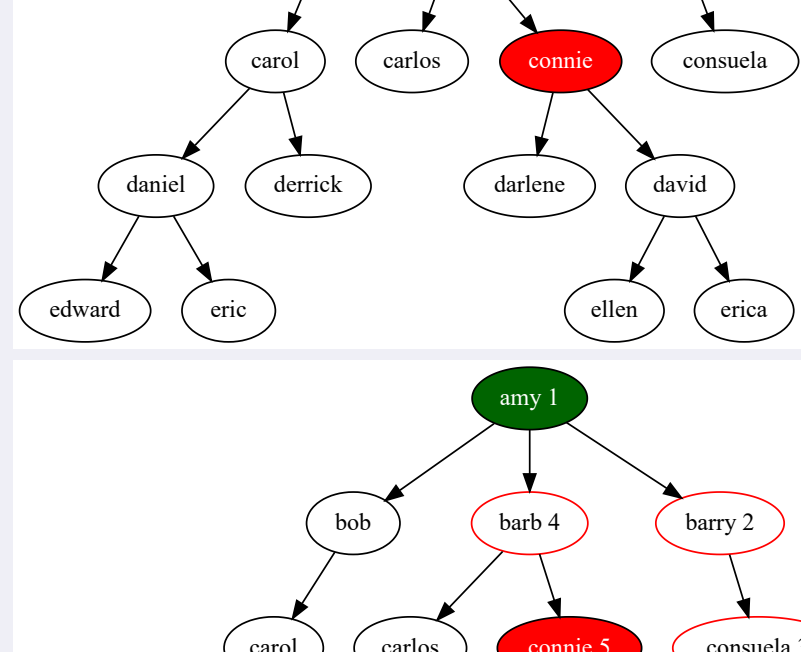 carol
carlos
connie
consuela
daniel
derrick
darlene
david
edward
eric
ellen
erica
amy 1
bob
barb 4
barry 2
carol
carlos
connie 5
consuela